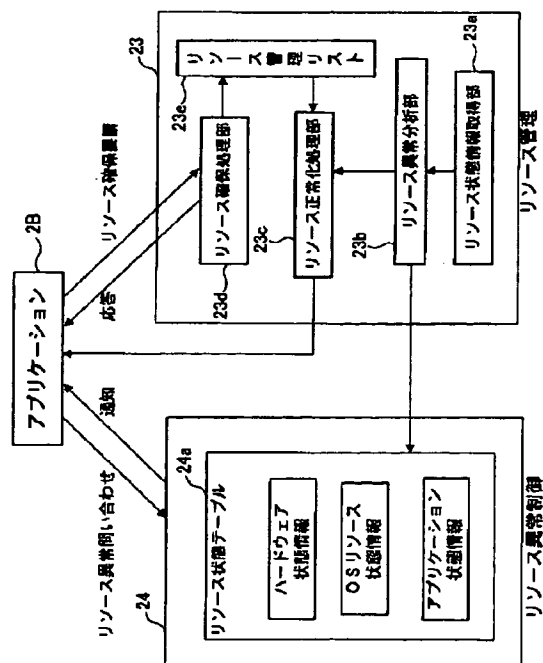 2B
アプリケーション
リソース確保要求
応答
通知
リソース異常問い合わせ
23
23e
リソース管理リスト
23d
リソース確保処理部
23c
リソース正常化処理部
23b
リソース異常分析部
23a
リソース状態情報取得部
リソース管理
24
24a
リソース状態テーブル
ハードウェア
状態情報
OSリソース
状態情報
アプリケーション
状態情報
リソース異常制御